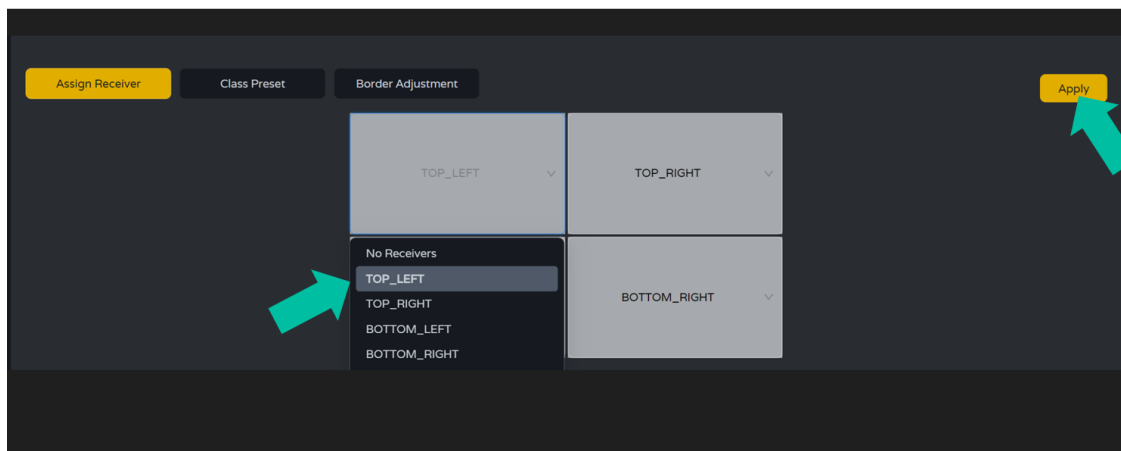 Assign Receiver
Class Preset
Border Adjustment
Apply
TOP_LEFT
TOP_RIGHT
No Receivers
TOP_LEFT
TOP_RIGHT
BOTTOM_LEFT
BOTTOM_RIGHT
BOTTOM_RIGHT